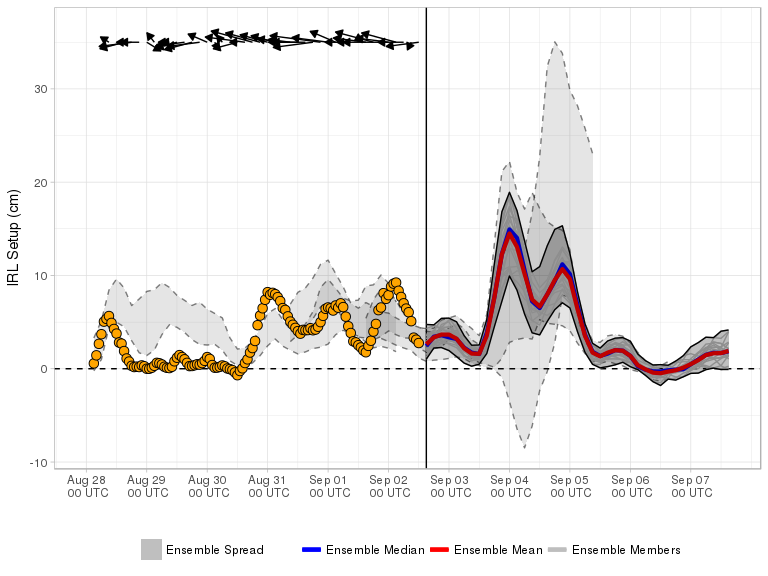 IRL Setup (cm)
30
20
10
0
-10
Aug 28 Aug 29 Aug 30 Aug 31 Sep 01 Sep 02 Sep 03 Sep 04 Sep 05 Sep 06 Sep 07
00 UTC 00 UTC 00 UTC 00 UTC 00 UTC 00 UTC 00 UTC 00 UTC 00 UTC 00 UTC 00 UTC
Ensemble Spread Ensemble Median Ensemble Mean Ensemble Members